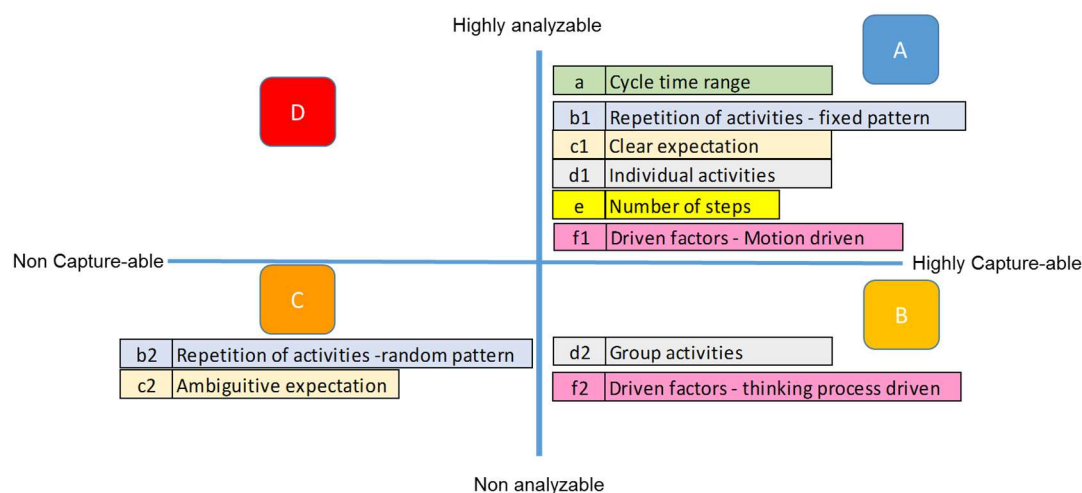 Highly analyzable
A
D
a Cycle time range
b1 Repetition of activities - fixed pattern
c1 Clear expectation
d1 Individual activities
e Number of steps
f1 Driven factors - Motion driven
Non Capture-able
Highly Capture-able
C
B
b2 Repetition of activities -random pattern
d2 Group activities
c2 Ambiguitive expectation
f2 Driven factors - thinking process driven
Non analyzable